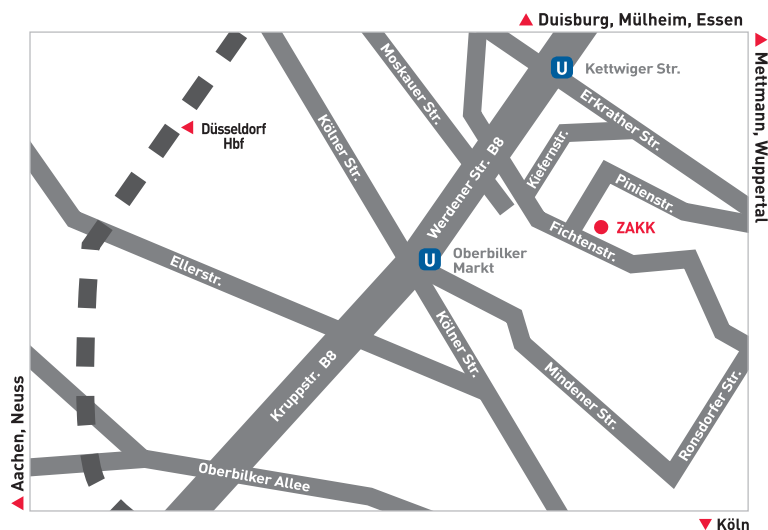 Duisburg, Mülheim, Essen
Mettmann, Wuppertal
U
Kettwiger Str.
Moskauer Str.
Erkrather Str.
Düsseldorf
Hbf
Kölner Str.
Werdener Str. B8
Kiefernstr.
Pinienstr.
ZAKK
Fichtenstr.
U
Oberbilker
Markt
Ellerstr.
Kölner Str.
Kruppstr. B8
Mindener Str.
Ronsdorfer Str.
Oberbilker Allee
Aachen, Neuss
Köln